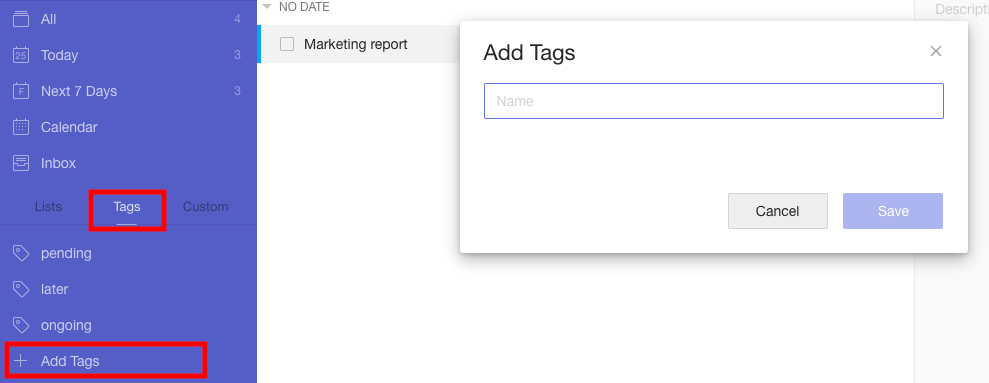 All 4
25 Today 3
F Next 7 Days 3
Calendar
Inbox
Lists Tags Custom
pending
later
ongoing
Add Tags
NO DATE
Marketing report
Add Tags
Name
Cancel Save
Descripti